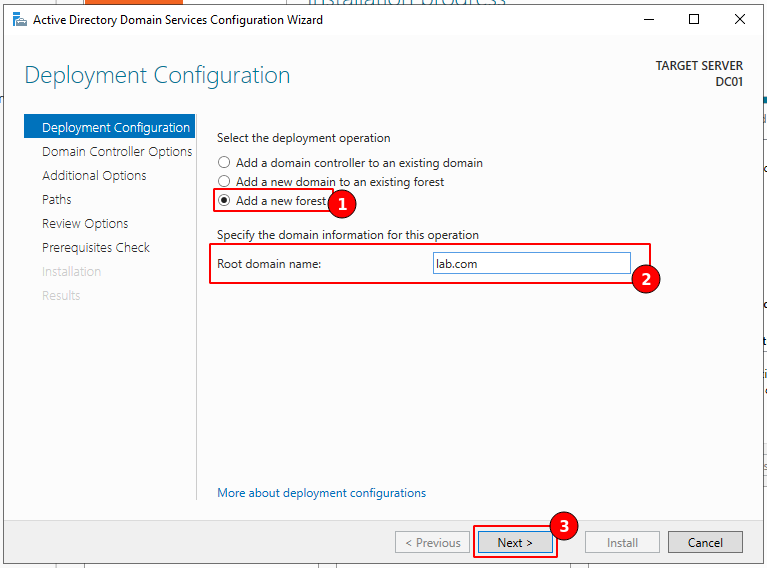 Installation progress
Active Directory Domain Services Configuration Wizard
Deployment Configuration
TARGET SERVER
DC01
Deployment Configuration
Domain Controller Options
Additional Options
Paths
Review Options
Prerequisites Check
Installation
Results
Select the deployment operation
Add a domain controller to an existing domain
Add a new domain to an existing forest
Add a new forest
1
Specify the domain information for this operation
Root domain name:
lab.com
2
More about deployment configurations
3
< Previous
Next >
Install
Cancel